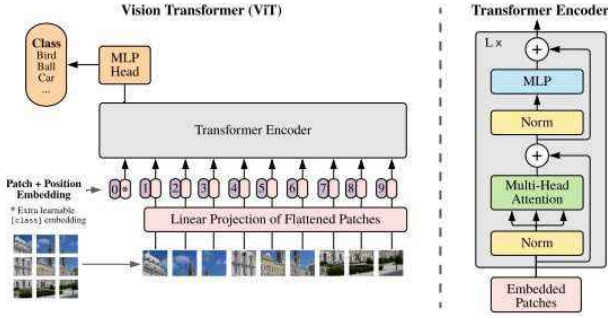 Vision Transformer (ViT)
Class
Bird
Ball
Car
...
MLP
Head
Transformer Encoder
Patch + Position
Embedding
0 * 1 2 3 4 5 6 7 8 9
* Extra learnable
[class] embedding
Linear Projection of Flattened Patches
Transformer Encoder
L x
+
MLP
Norm
+
Multi-Head
Attention
Norm
Embedded
Patches